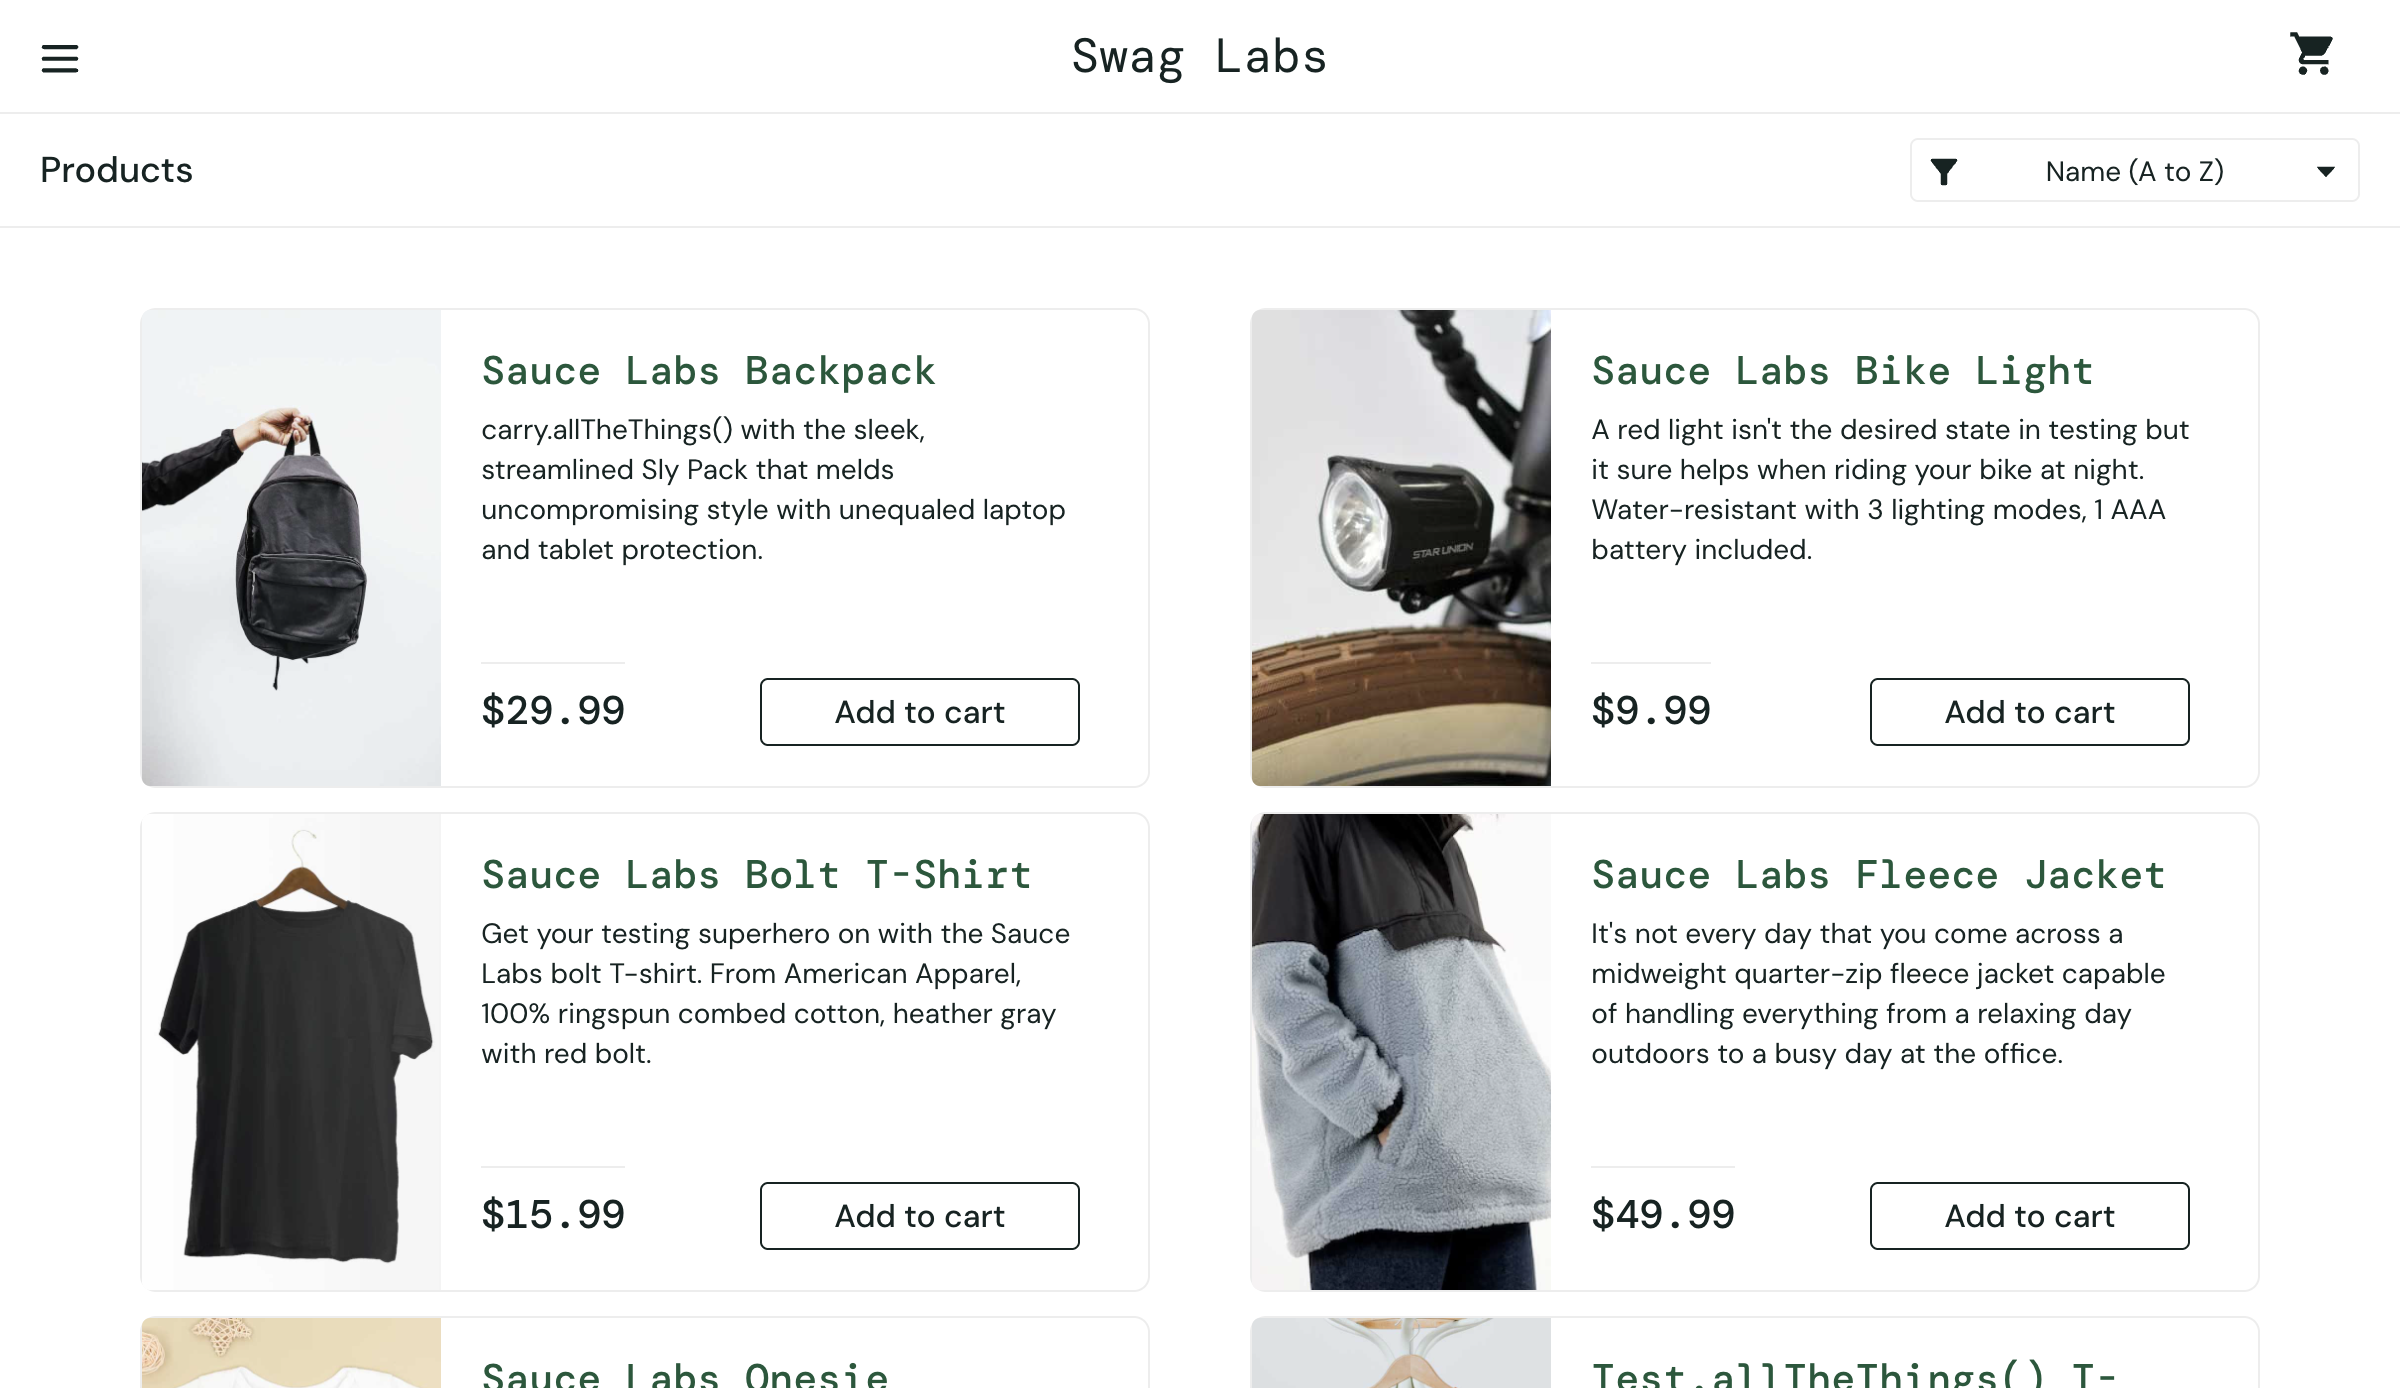 Swag Labs
Products
Name (A to Z)
Sauce Labs Backpack
carry.allTheThings() with the sleek,
streamlined Sly Pack that melds
uncompromising style with unequaled laptop
and tablet protection.
$29.99
Add to cart
Sauce Labs Bike Light
A red light isn't the desired state in testing but
it sure helps when riding your bike at night.
Water-resistant with 3 lighting modes, 1 AAA
battery included.
STAR UNION
$9.99
Add to cart
Sauce Labs Bolt T-Shirt
Get your testing superhero on with the Sauce
Labs bolt T-shirt. From American Apparel,
100% ringspun combed cotton, heather gray
with red bolt.
$15.99
Add to cart
Sauce Labs Fleece Jacket
It's not every day that you come across a
midweight quarter-zip fleece jacket capable
of handling everything from a relaxing day
outdoors to a busy day at the office.
$49.99
Add to cart
Sauce Labs Onesie
Test.allTheThings() T-